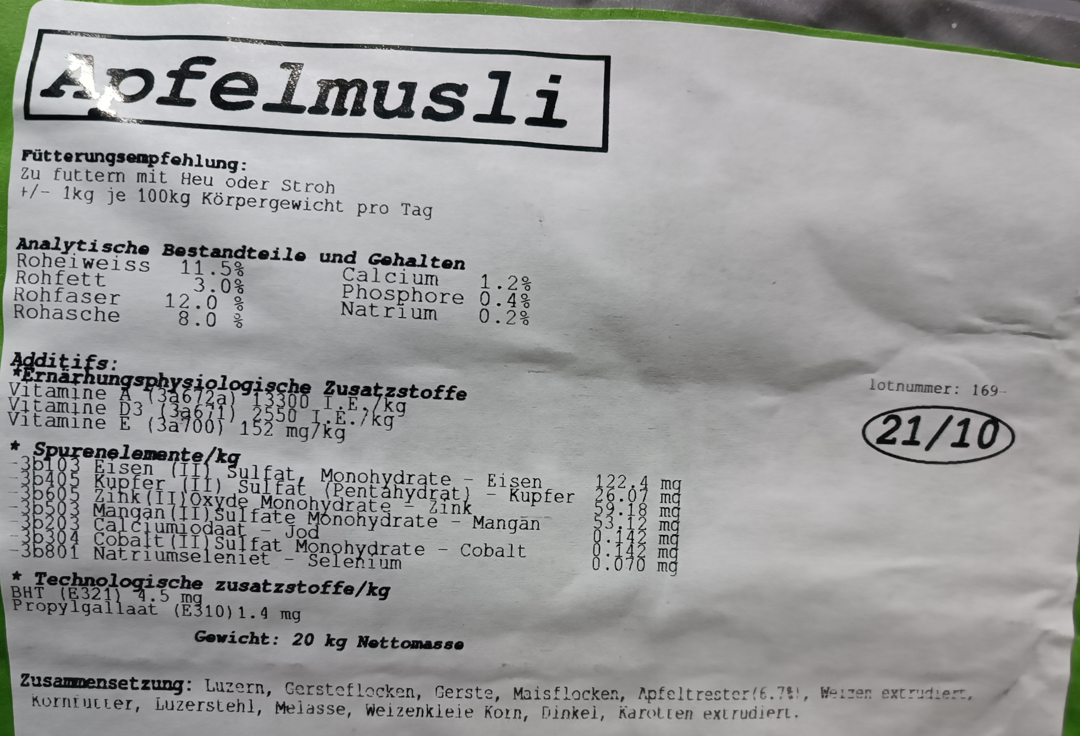 Apfelmusli
Fütterungsempfehlung:
Zu futtern mit Heu oder Stroh
+/- 1kg je 100kg Körpergewicht pro Tag
Analytische Bestandteile und Gehalten
Roheiweiss 11.5% Calcium 1.2%
Rohfett 3.0% Phosphore 0.4%
Rohfaser 12.0 % Natrium 0.2%
Rohasche 8.0 %
Additifs:
*Ernärhungsphysiologische Zusatzstoffe
Vitamine A (3a672a) 13300 I.E./kg
Vitamine D3 (3a671) 2550 I.E./kg
Vitamine E (3a700) 152 mg/kg
lotnummer: 169
21/10
* Spurenelemente/kg
-3b103 Eisen (II) Sulfat, Monohydrate - Eisen 122.4 mg
-3b405 Kupfer (II) Sulfat (Pentahydrat) - Kupfer 26.07 mg
-3b605 Zink(II)Oxyde Monohydrate - Zink 59.18 mg
-3b503 Mangan(II)Sulfate Monohydrate - Mangän 53.12 mg
-3b203 Calciumiodaat - Jod 0.142 mg
-3b304 Cobalt(II)Sulfat Monohydrate - Cobalt 0.142 mg
-3b801 Natriumseleniet - Selenium 0.070 mg
* Technologische zusatzstoffe/kg
BHT (E321) 4.5 mg
Propylgallaat (E310)1.4 mg
Gewicht: 20 kg Nettomasse
Zusammensetzung: Luzern, Gersteflocken, Gerste, Maisflocken, Apfeltrester(6.7%), Weizen extrudiert,
Kornfutter, Luzerstehl, Melasse, Weizenkleie Korn, Dinkel, Karotten extrudiert.